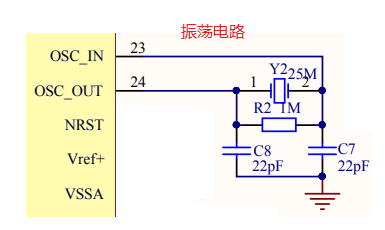 振荡电路
OSC_IN 23
OSC_OUT 24
Y2 25M
1 2
R2 1M
NRST
Vref+
VSSA
C8
22pF
C7
22pF